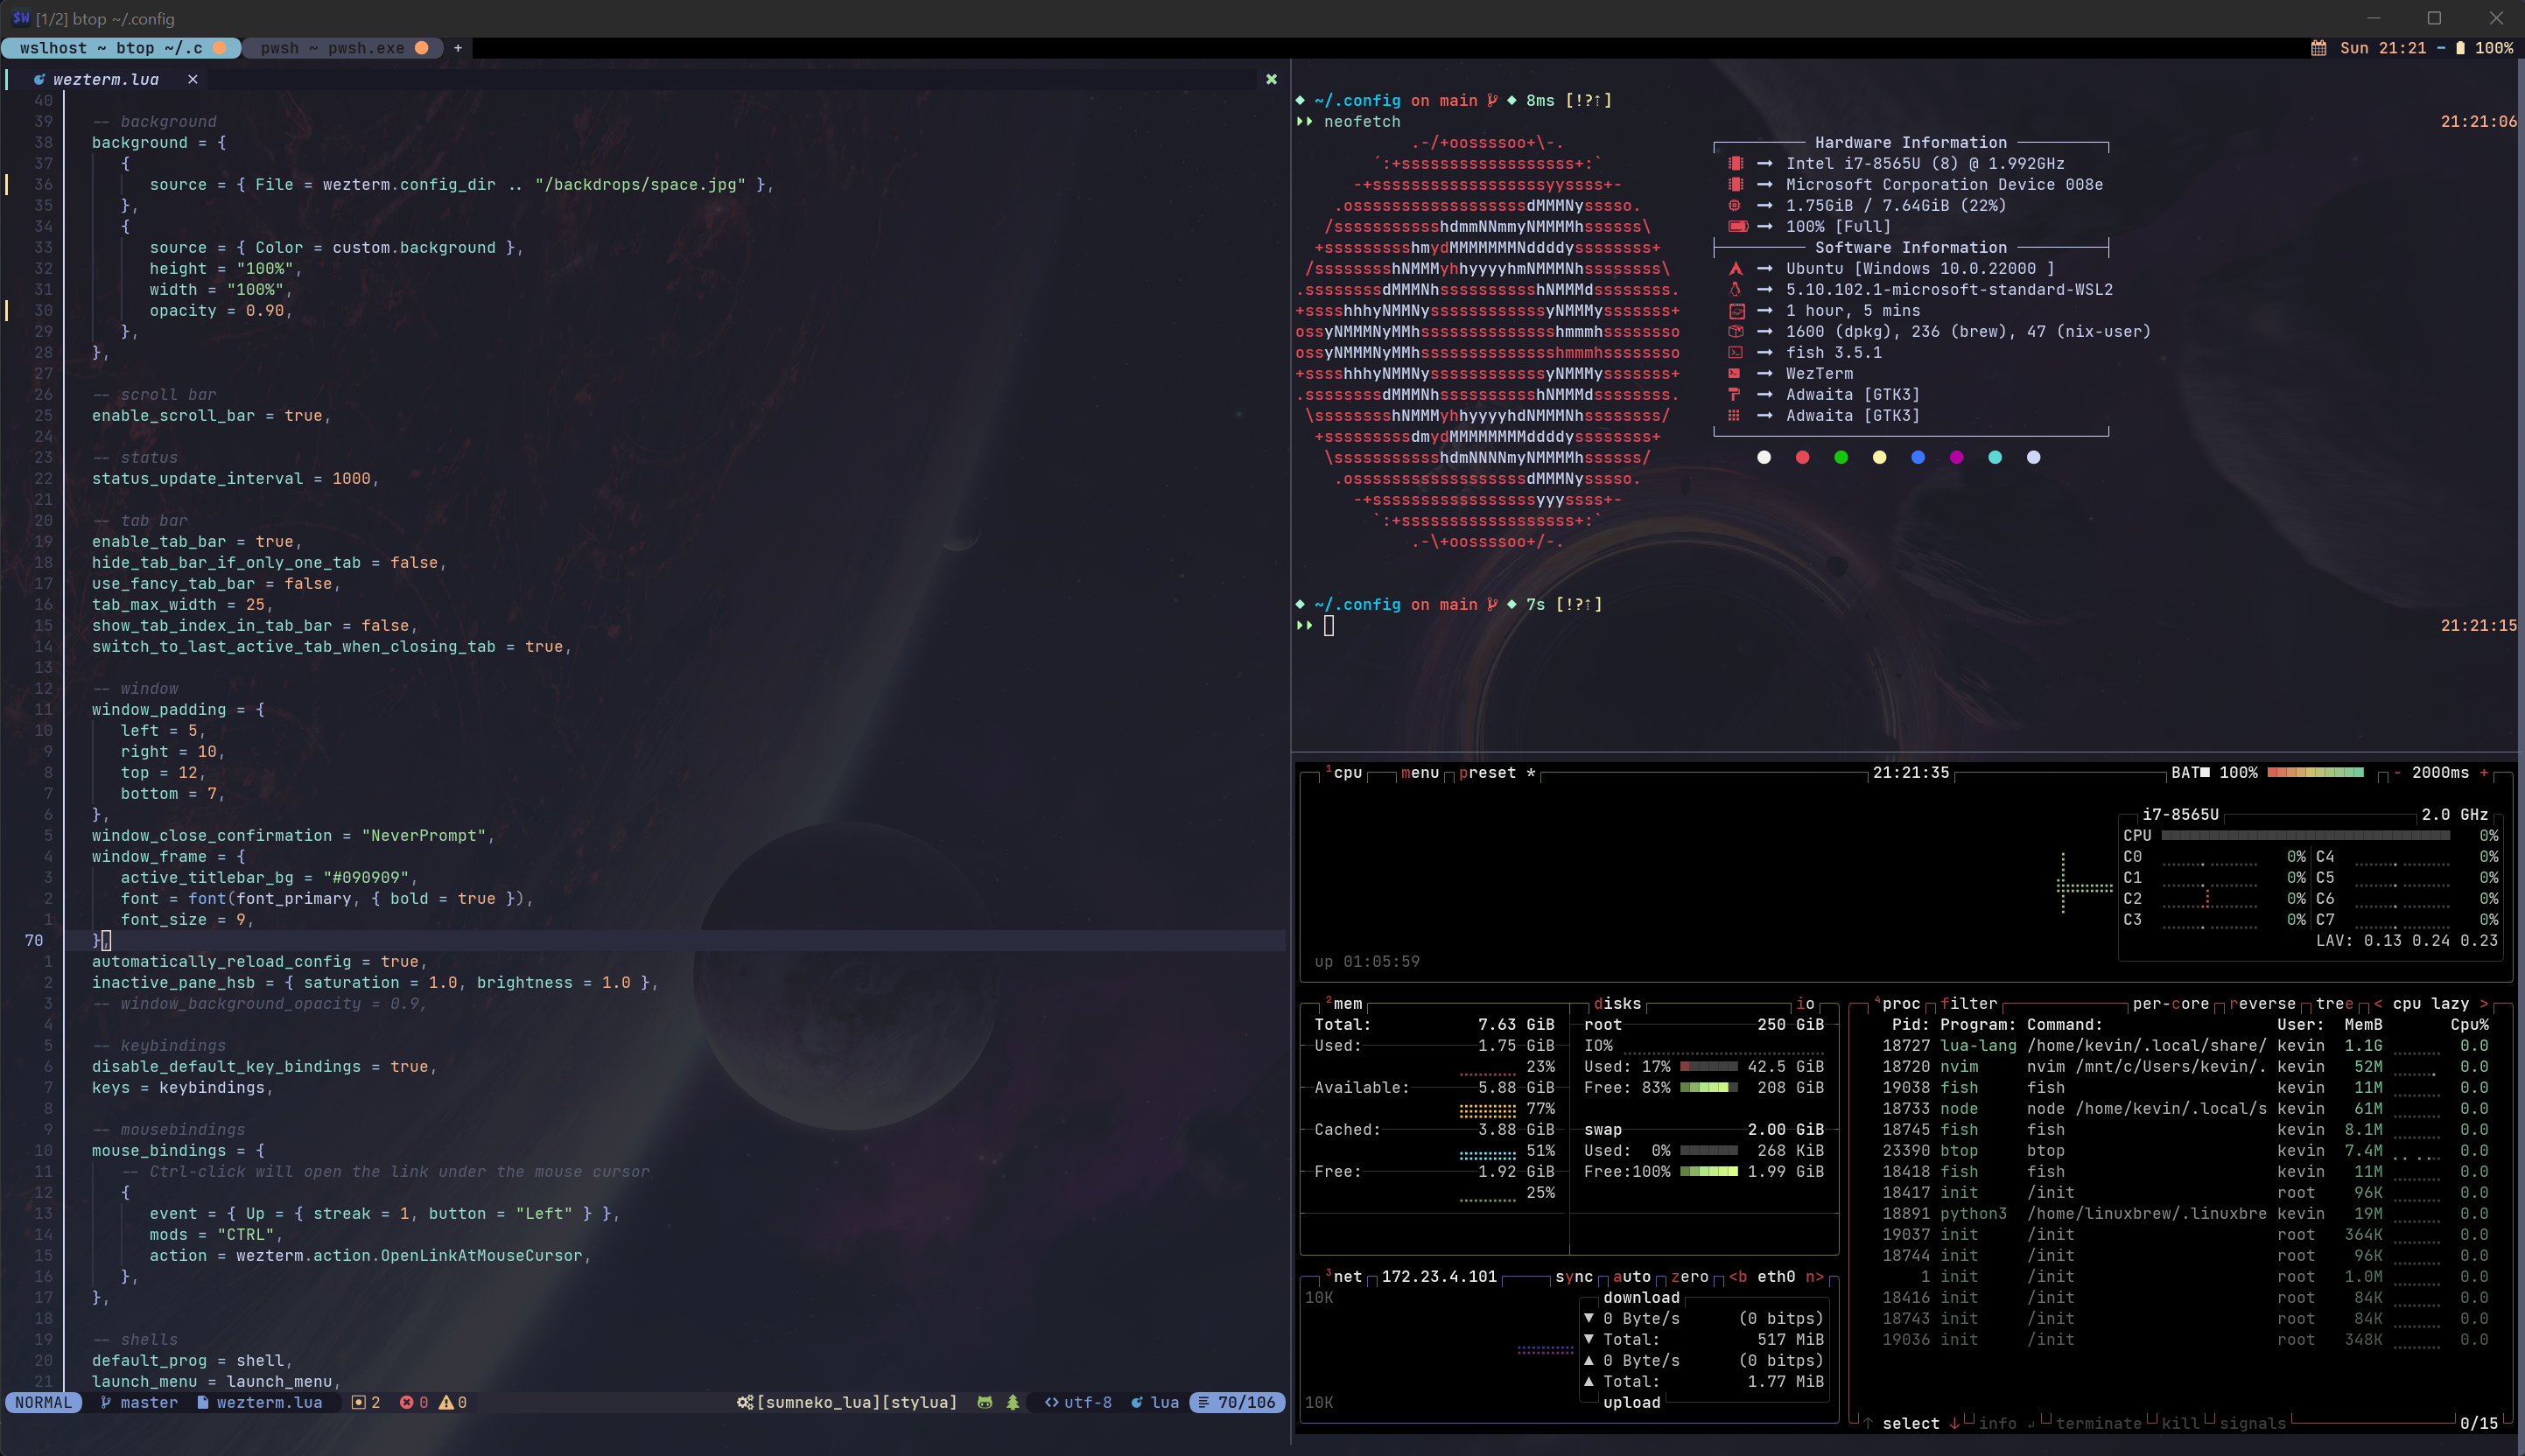 $W [1/2] btop ~/.config
wslhost ~ btop ~/.c
pwsh ~ pwsh.exe
+
Sun 21:21 - 100%
wezterm.lua
40
39 -- background
38 background = {
37 {
36 source = { File = wezterm.config_dir .. "/backdrops/space.jpg" },
35 },
34 {
33 source = { Color = custom.background },
32 height = "100%",
31 width = "100%",
30 opacity = 0.90,
29 },
28 },
27
26 -- scroll bar
25 enable_scroll_bar = true,
24
23 -- status
22 status_update_interval = 1000,
21
20 -- tab bar
19 enable_tab_bar = true,
18 hide_tab_bar_if_only_one_tab = false,
17 use_fancy_tab_bar = false,
16 tab_max_width = 25,
15 show_tab_index_in_tab_bar = false,
14 switch_to_last_active_tab_when_closing_tab = true,
13
12 -- window
11 window_padding = {
10 left = 5,
9 right = 10,
8 top = 12,
7 bottom = 7,
6 },
5 window_close_confirmation = "NeverPrompt",
4 window_frame = {
3 active_titlebar_bg = "#090909",
2 font = font(font_primary, { bold = true }),
1 font_size = 9,
70 },
1 automatically_reload_config = true,
2 inactive_pane_hsb = { saturation = 1.0, brightness = 1.0 },
3 -- window_background_opacity = 0.9,
4
5 -- keybindings
6 disable_default_key_bindings = true,
7 keys = keybindings,
8
9 -- mousebindings
10 mouse_bindings = {
11 -- Ctrl-click will open the link under the mouse cursor
12 {
13 event = { Up = { streak = 1, button = "Left" } },
14 mods = "CTRL",
15 action = wezterm.action.OpenLinkAtMouseCursor,
16 },
17 },
18
19 -- shells
20 default_prog = shell,
21 launch_menu = launch_menu,
NORMAL master wezterm.lua 2 0 0 [sumneko_lua][stylua] utf-8 lua 70/106
~/.config on main 8ms [!?⇡]
neofetch 21:21:06
Hardware Information
Intel i7-8565U (8) @ 1.992GHz
Microsoft Corporation Device 008e
1.75GiB / 7.64GiB (22%)
100% [Full]
Software Information
Ubuntu [Windows 10.0.22000 ]
5.10.102.1-microsoft-standard-WSL2
1 hour, 5 mins
1600 (dpkg), 236 (brew), 47 (nix-user)
fish 3.5.1
WezTerm
Adwaita [GTK3]
Adwaita [GTK3]
~/.config on main 7s [!?⇡]
21:21:15
1cpu menu preset * 21:21:35 BAT■ 100% - 2000ms +
i7-8565U 2.0 GHz
CPU 0%
C0 0% C4 0%
C1 0% C5 0%
C2 0% C6 0%
C3 0% C7 0%
LAV: 0.13 0.24 0.23
up 01:05:59
2mem disks io
Total: 7.63 GiB root 250 GiB
Used: 1.75 GiB IO%
23% Used: 17% 42.5 GiB
Available: 5.88 GiB Free: 83% 208 GiB
77%
Cached: 3.88 GiB swap 2.00 GiB
51% Used: 0% 268 KiB
Free: 1.92 GiB Free:100% 1.99 GiB
25%
3net 172.23.4.101 sync auto zero <b eth0 n>
10K download
▼ 0 Byte/s (0 bitps)
▼ Total: 517 MiB
▲ 0 Byte/s (0 bitps)
▲ Total: 1.77 MiB
10K upload
4proc filter per-core reverse tree < cpu lazy >
Pid: Program: Command: User: MemB Cpu%
18727 lua-lang /home/kevin/.local/share/ kevin 1.1G 0.0
18720 nvim nvim /mnt/c/Users/kevin/. kevin 52M 0.0
19038 fish fish kevin 11M 0.0
18733 node node /home/kevin/.local/s kevin 61M 0.0
18745 fish fish kevin 8.1M 0.0
23390 btop btop kevin 7.4M 0.0
18418 fish fish kevin 11M 0.0
18417 init /init root 96K 0.0
18891 python3 /home/linuxbrew/.linuxbre kevin 19M 0.0
19037 init /init root 364K 0.0
18744 init /init root 96K 0.0
1 init /init root 1.0M 0.0
18416 init /init root 84K 0.0
18743 init /init root 84K 0.0
19036 init /init root 348K 0.0
↑ select ↓ info ↲ terminate kill signals 0/15